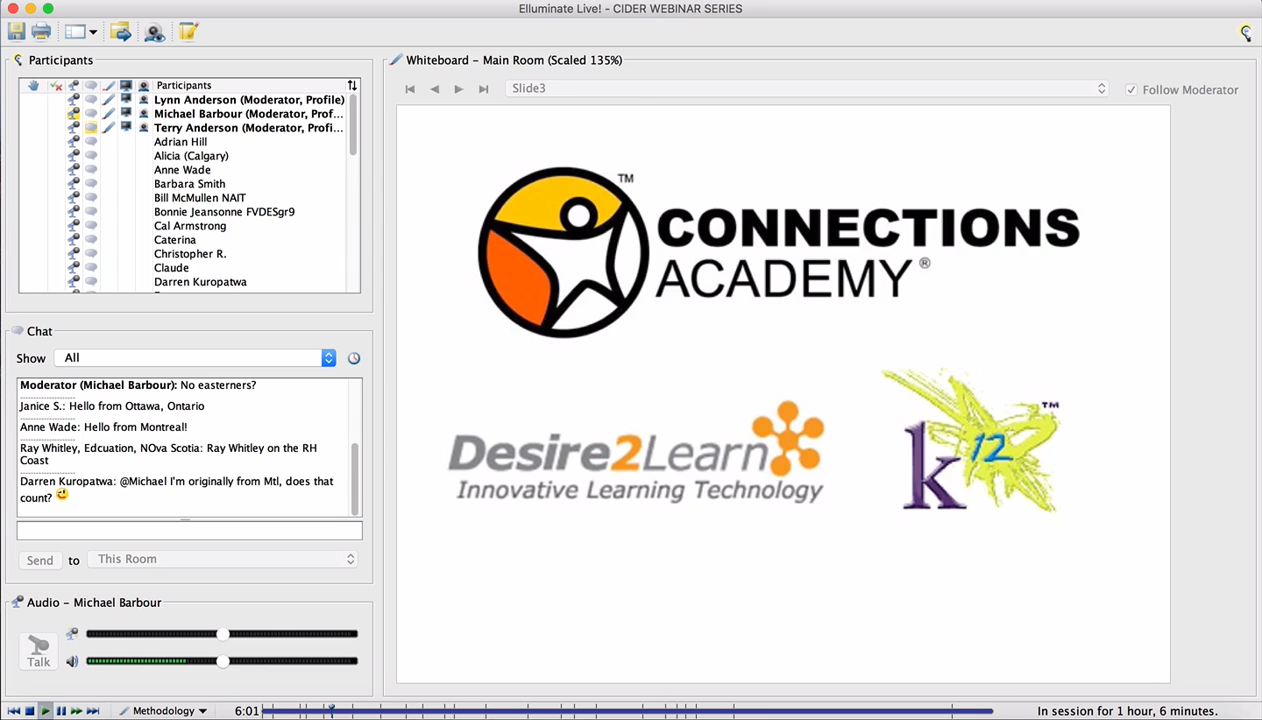 Elluminate Live! - CIDER WEBINAR SERIES
Participants
Participants
Lynn Anderson (Moderator, Profile)
Michael Barbour (Moderator, Prof...
Terry Anderson (Moderator, Profi...
Adrian Hill
Alicia (Calgary)
Anne Wade
Barbara Smith
Bill McMullen NAIT
Bonnie Jeansonne FVDESgr9
Cal Armstrong
Caterina
Christopher R.
Claude
Darren Kuropatwa
Chat
Show All
Moderator (Michael Barbour): No easterners?
Janice S.: Hello from Ottawa, Ontario
Anne Wade: Hello from Montreal!
Ray Whitley, Edcuation, NOva Scotia: Ray Whitley on the RH
Coast
Darren Kuropatwa: @Michael I'm originally from Mtl, does that
count?
Send to This Room
Audio - Michael Barbour
Talk
Whiteboard - Main Room (Scaled 135%)
Slide3
Follow Moderator
TM
CONNECTIONS
ACADEMY®
Desire2Learn
Innovative Learning Technology
k12 TM
Methodology
6:01
In session for 1 hour, 6 minutes.